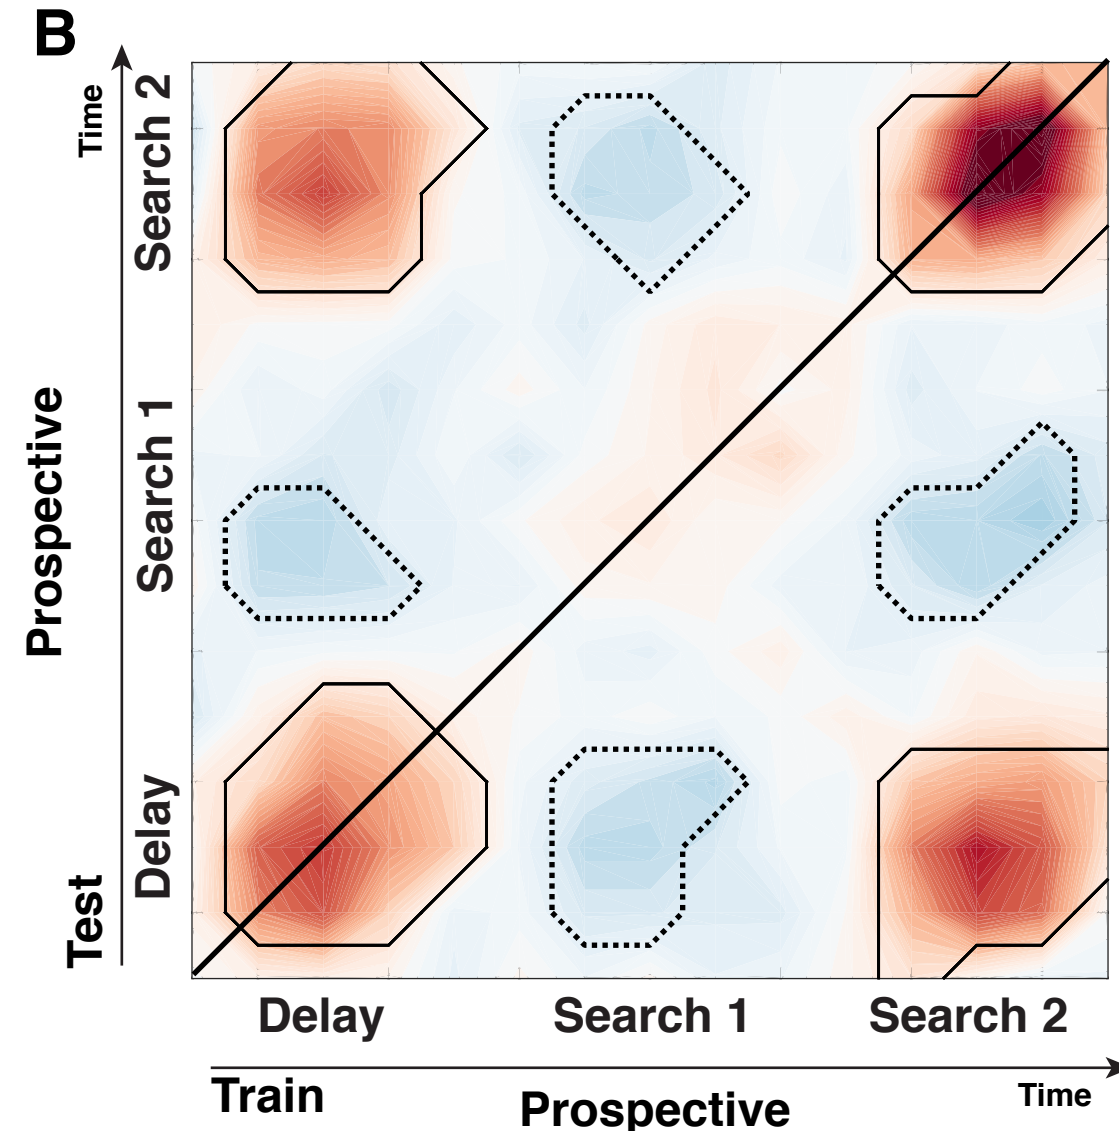 B
Time
Search 2
Prospective
Search 1
Delay
Test
Delay
Search 1
Search 2
Train
Prospective
Time